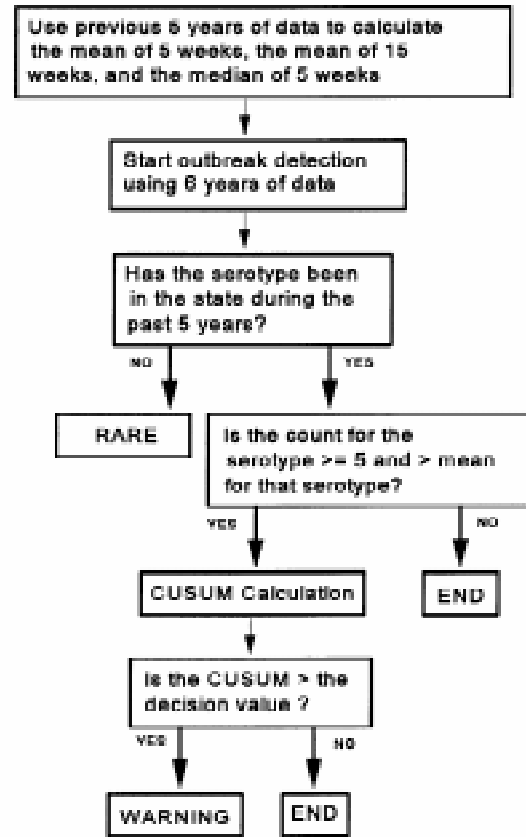 Use previous 5 years of data to calculate
the mean of 5 weeks, the mean of 15
weeks, and the median of 5 weeks
Start outbreak detection
using 6 years of data
Has the serotype been
in the state during the
past 5 years?
NO
YES
RARE
Is the count for the
serotype >= 5 and > mean
for that serotype?
YES
NO
CUSUM Calculation
END
Is the CUSUM > the
decision value ?
YES
NO
WARNING
END